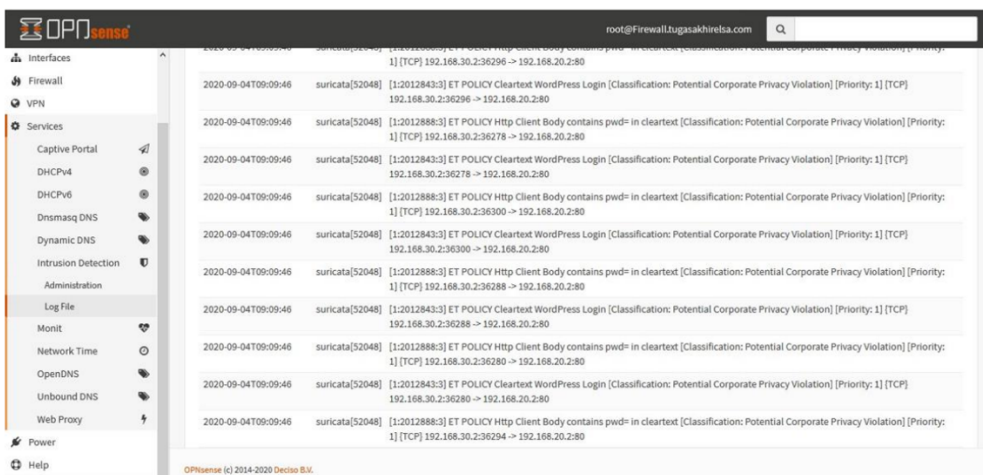 OPNsense
root@Firewall.tugasakhirelsa.com
Interfaces
Firewall
VPN
Services
Captive Portal
DHCPv4
DHCPv6
Dnsmasq DNS
Dynamic DNS
Intrusion Detection
Administration
Log File
Monit
Network Time
OpenDNS
Unbound DNS
Web Proxy
Power
Help
1] {TCP} 192.168.30.2:36296 -> 192.168.20.2:80
2020-09-04T09:09:46 suricata[52048] [1:2012843:3] ET POLICY Cleartext WordPress Login [Classification: Potential Corporate Privacy Violation] [Priority: 1] {TCP}
192.168.30.2:36296 -> 192.168.20.2:80
2020-09-04T09:09:46 suricata[52048] [1:2012888:3] ET POLICY Http Client Body contains pwd= in cleartext [Classification: Potential Corporate Privacy Violation] [Priority:
1] {TCP} 192.168.30.2:36278 -> 192.168.20.2:80
2020-09-04T09:09:46 suricata[52048] [1:2012843:3] ET POLICY Cleartext WordPress Login [Classification: Potential Corporate Privacy Violation] [Priority: 1] {TCP}
192.168.30.2:36278 -> 192.168.20.2:80
2020-09-04T09:09:46 suricata[52048] [1:2012888:3] ET POLICY Http Client Body contains pwd= in cleartext [Classification: Potential Corporate Privacy Violation] [Priority:
1] {TCP} 192.168.30.2:36300 -> 192.168.20.2:80
2020-09-04T09:09:46 suricata[52048] [1:2012843:3] ET POLICY Cleartext WordPress Login [Classification: Potential Corporate Privacy Violation] [Priority: 1] {TCP}
192.168.30.2:36300 -> 192.168.20.2:80
2020-09-04T09:09:46 suricata[52048] [1:2012888:3] ET POLICY Http Client Body contains pwd= in cleartext [Classification: Potential Corporate Privacy Violation] [Priority:
1] {TCP} 192.168.30.2:36288 -> 192.168.20.2:80
2020-09-04T09:09:46 suricata[52048] [1:2012843:3] ET POLICY Cleartext WordPress Login [Classification: Potential Corporate Privacy Violation] [Priority: 1] {TCP}
192.168.30.2:36288 -> 192.168.20.2:80
2020-09-04T09:09:46 suricata[52048] [1:2012888:3] ET POLICY Http Client Body contains pwd= in cleartext [Classification: Potential Corporate Privacy Violation] [Priority:
1] {TCP} 192.168.30.2:36280 -> 192.168.20.2:80
2020-09-04T09:09:46 suricata[52048] [1:2012843:3] ET POLICY Cleartext WordPress Login [Classification: Potential Corporate Privacy Violation] [Priority: 1] {TCP}
192.168.30.2:36280 -> 192.168.20.2:80
2020-09-04T09:09:46 suricata[52048] [1:2012888:3] ET POLICY Http Client Body contains pwd= in cleartext [Classification: Potential Corporate Privacy Violation] [Priority:
1] {TCP} 192.168.30.2:36294 -> 192.168.20.2:80
OPNsense (c) 2014-2020 Deciso B.V.